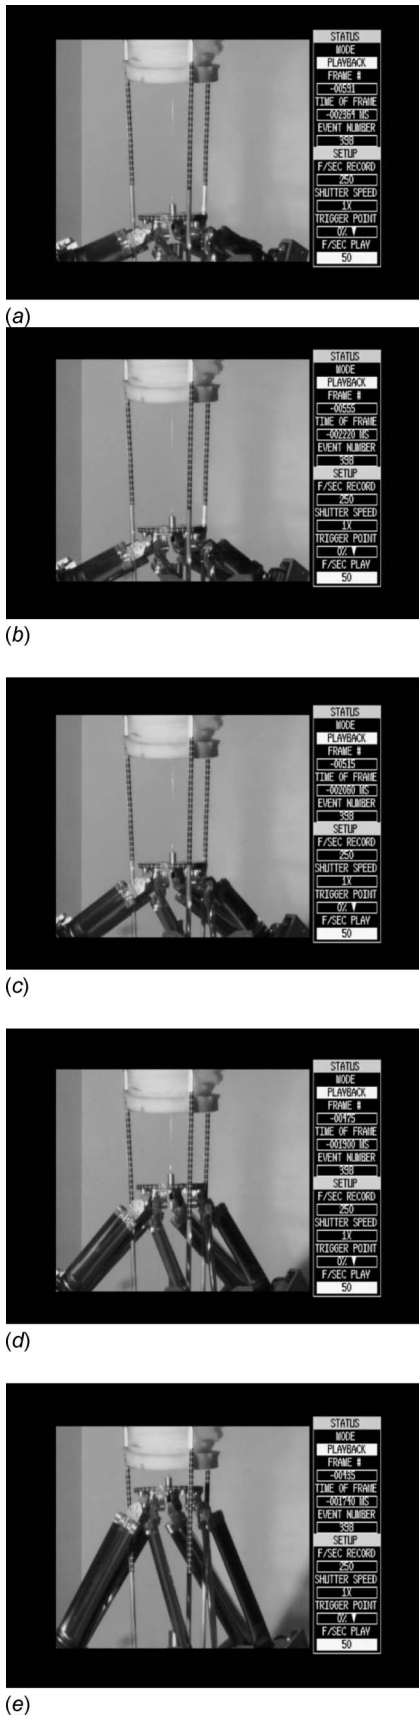 STATUS
MODE
PLAYBACK
FRAME #
-00591
TIME OF FRAME
-002364 MS
EVENT NUMBER
398
SETUP
F/SEC RECORD
250
SHUTTER SPEED
1X
TRIGGER POINT
0% ▼
F/SEC PLAY
50
(a)
STATUS
MODE
PLAYBACK
FRAME #
-00555
TIME OF FRAME
-002220 MS
EVENT NUMBER
398
SETUP
F/SEC RECORD
250
SHUTTER SPEED
1X
TRIGGER POINT
0% ▼
F/SEC PLAY
50
(b)
STATUS
MODE
PLAYBACK
FRAME #
-00515
TIME OF FRAME
-002060 MS
EVENT NUMBER
398
SETUP
F/SEC RECORD
250
SHUTTER SPEED
1X
TRIGGER POINT
0% ▼
F/SEC PLAY
50
(c)
STATUS
MODE
PLAYBACK
FRAME #
-00475
TIME OF FRAME
-001900 MS
EVENT NUMBER
398
SETUP
F/SEC RECORD
250
SHUTTER SPEED
1X
TRIGGER POINT
0% ▼
F/SEC PLAY
50
(d)
STATUS
MODE
PLAYBACK
FRAME #
-00435
TIME OF FRAME
-001740 MS
EVENT NUMBER
398
SETUP
F/SEC RECORD
250
SHUTTER SPEED
1X
TRIGGER POINT
0% ▼
F/SEC PLAY
50
(e)